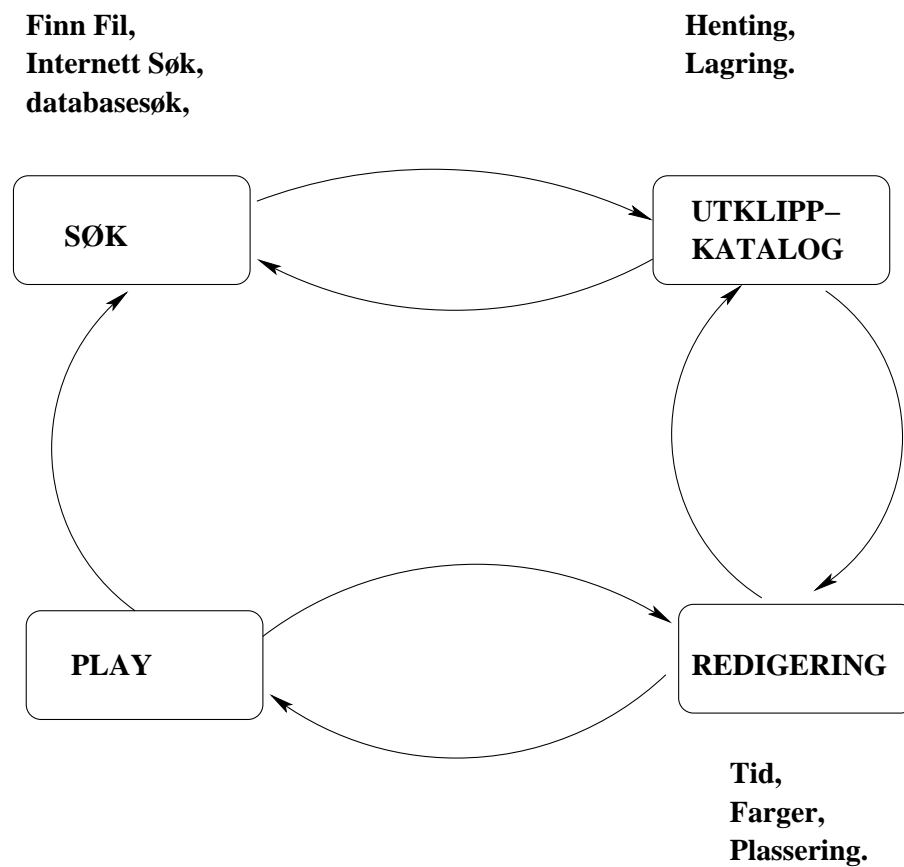 Finn Fil,
Internett Søk,
databasesøk,
Henting,
Lagring.
SØK
UTKLIPP–
KATALOG
PLAY
REDIGERING
Tid,
Farger,
Plassering.